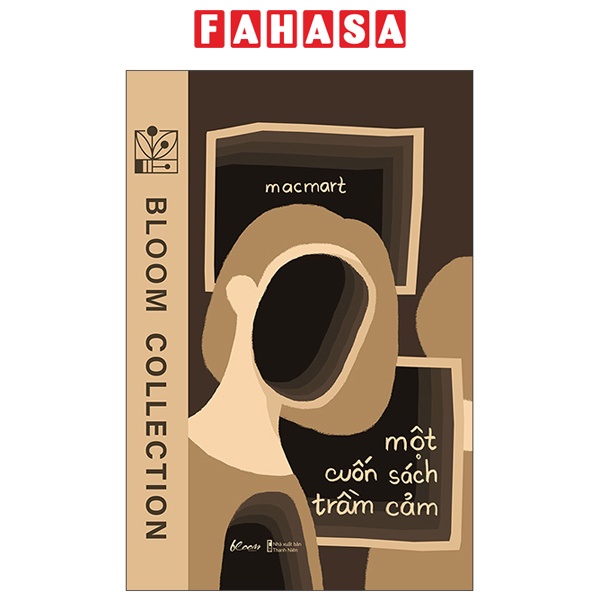 FAHASA
BLOOM COLLECTION
macmart
một
cuốn sách
trầm cảm
bloom
Nhà xuất bản
Thanh Niên